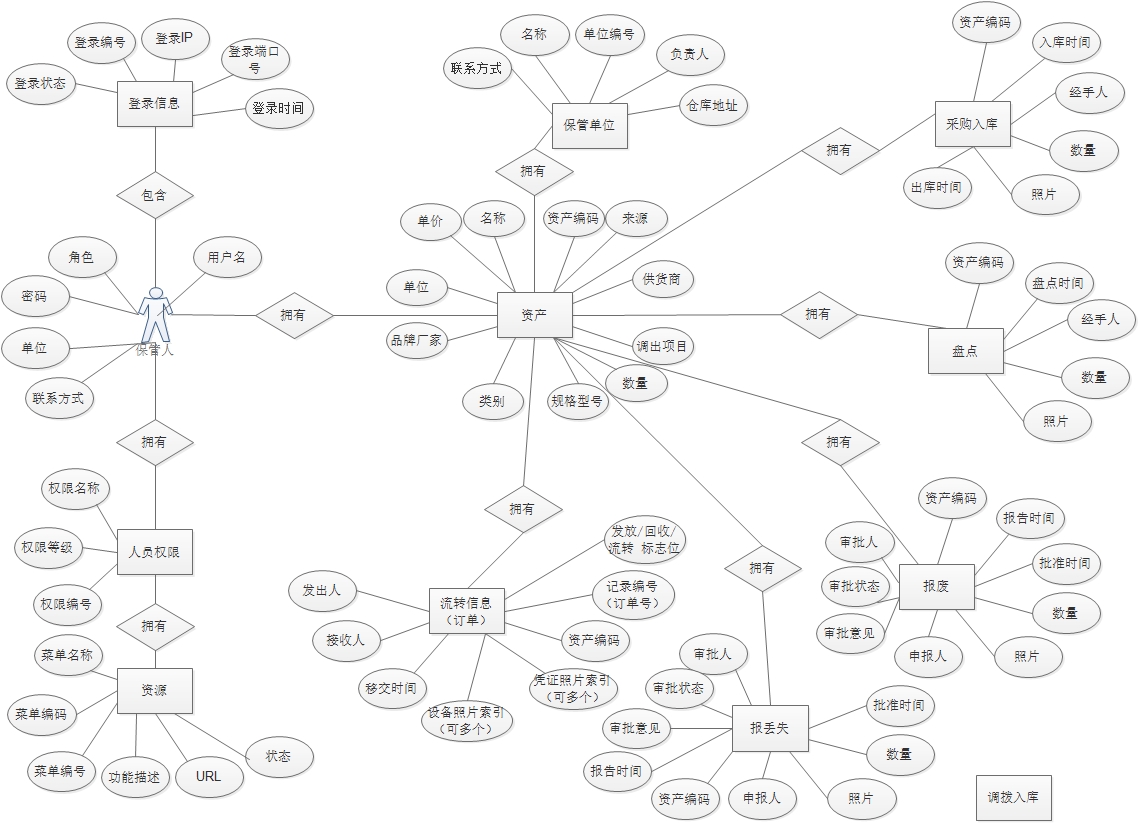 登录编号
登录IP
登录端口
号
登录状态
登录时间
登录信息
包含
角色
用户名
密码
单位
联系方式
保管人
拥有
拥有
权限名称
权限等级
权限编号
人员权限
拥有
菜单名称
菜单编码
菜单编号
功能描述
URL
状态
资源
名称
单位编号
联系方式
负责人
仓库地址
保管单位
拥有
单价
名称
资产编码
来源
单位
供货商
品牌厂家
调出项目
类别
规格型号
数量
资产
拥有
资产编码
入库时间
经手人
数量
照片
出库时间
采购入库
拥有
资产编码
盘点时间
经手人
数量
照片
盘点
拥有
资产编码
报告时间
审批人
批准时间
审批状态
数量
审批意见
申报人
照片
报废
拥有
发放/回收/
流转 标志位
发出人
记录编号
（订单号）
接收人
资产编码
移交时间
设备照片索引
（可多个）
凭证照片索引
（可多个）
流转信息
（订单）
拥有
审批人
审批状态
批准时间
审批意见
数量
报告时间
资产编码
申报人
照片
报丢失
调拨入库